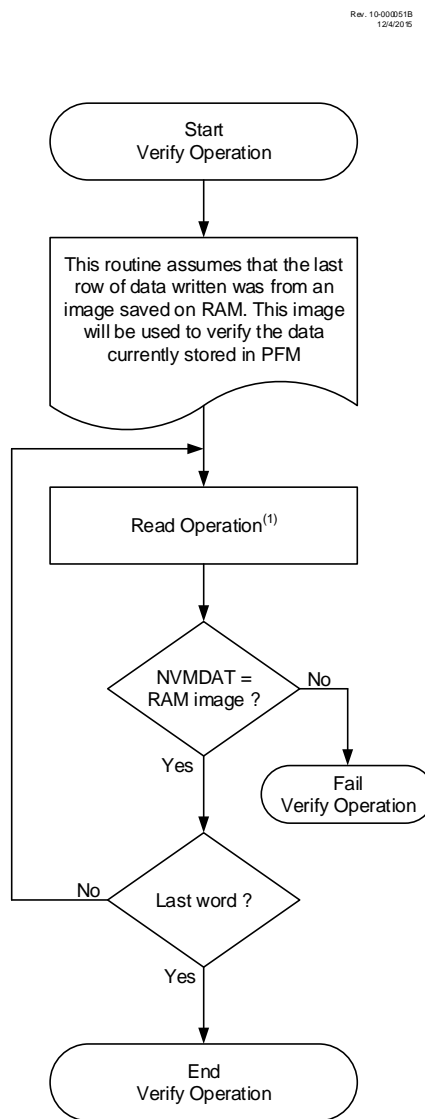 Rev. 10-000051B
12/4/2015
Start
Verify Operation
This routine assumes that the last
row of data written was from an
image saved on RAM. This image
will be used to verify the data
currently stored in PFM
Read Operation(1)
NVMDAT =
RAM image ?
No
Yes
Fail
Verify Operation
No
Last word ?
Yes
End
Verify Operation